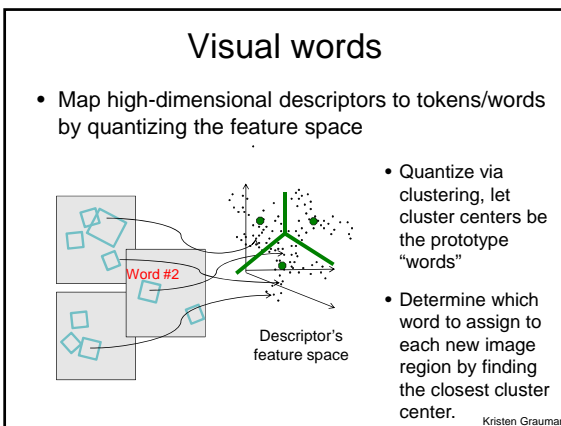 Visual words
• Map high-dimensional descriptors to tokens/words
by quantizing the feature space
Word #2
Descriptor's
feature space
• Quantize via
clustering, let
cluster centers be
the prototype
“words”
• Determine which
word to assign to
each new image
region by finding
the closest cluster
center.
Kristen Grauman